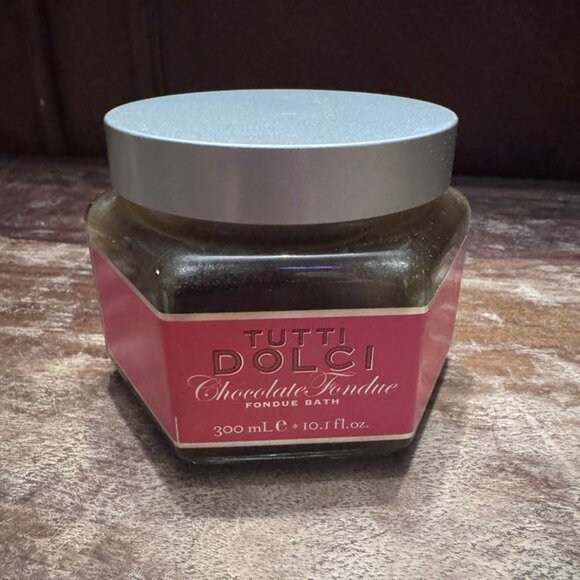 TUTTI
DOLCI
Chocolate Fondue
FONDUE BATH
300 mL e • 10.1 fl.oz.